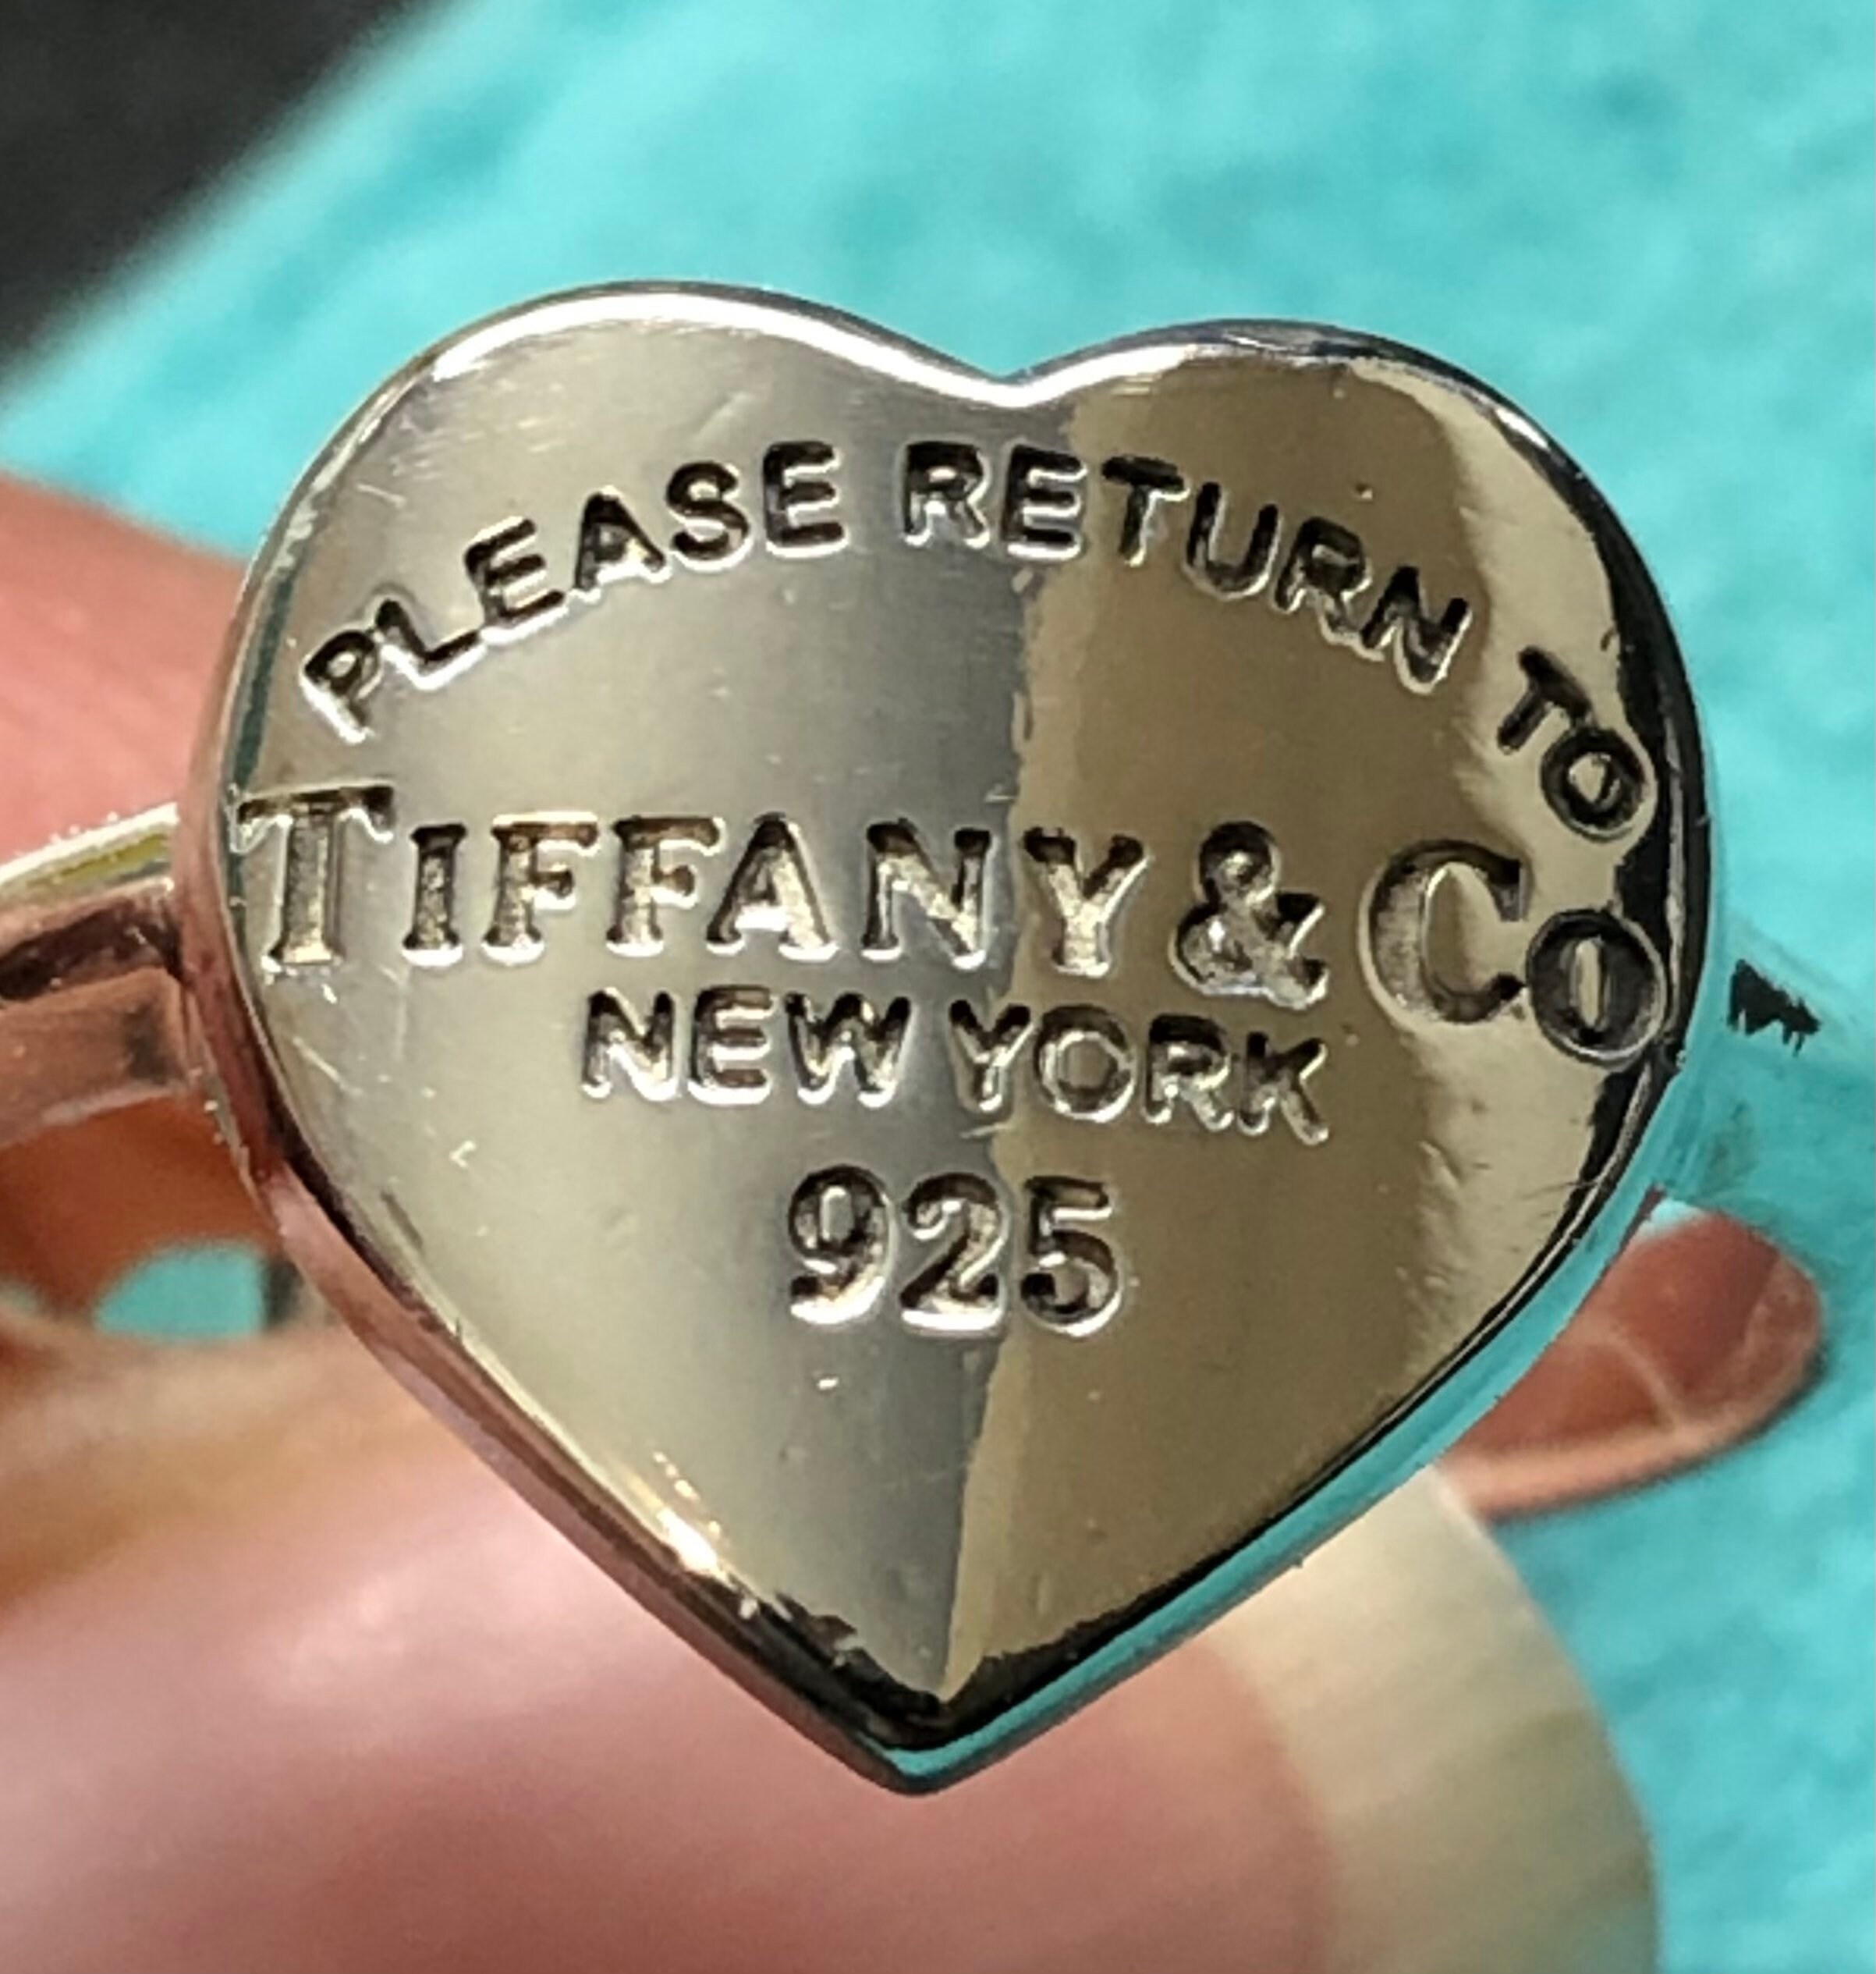 PLEASE RETURN TO
TIFFANY & CO
NEW YORK
925